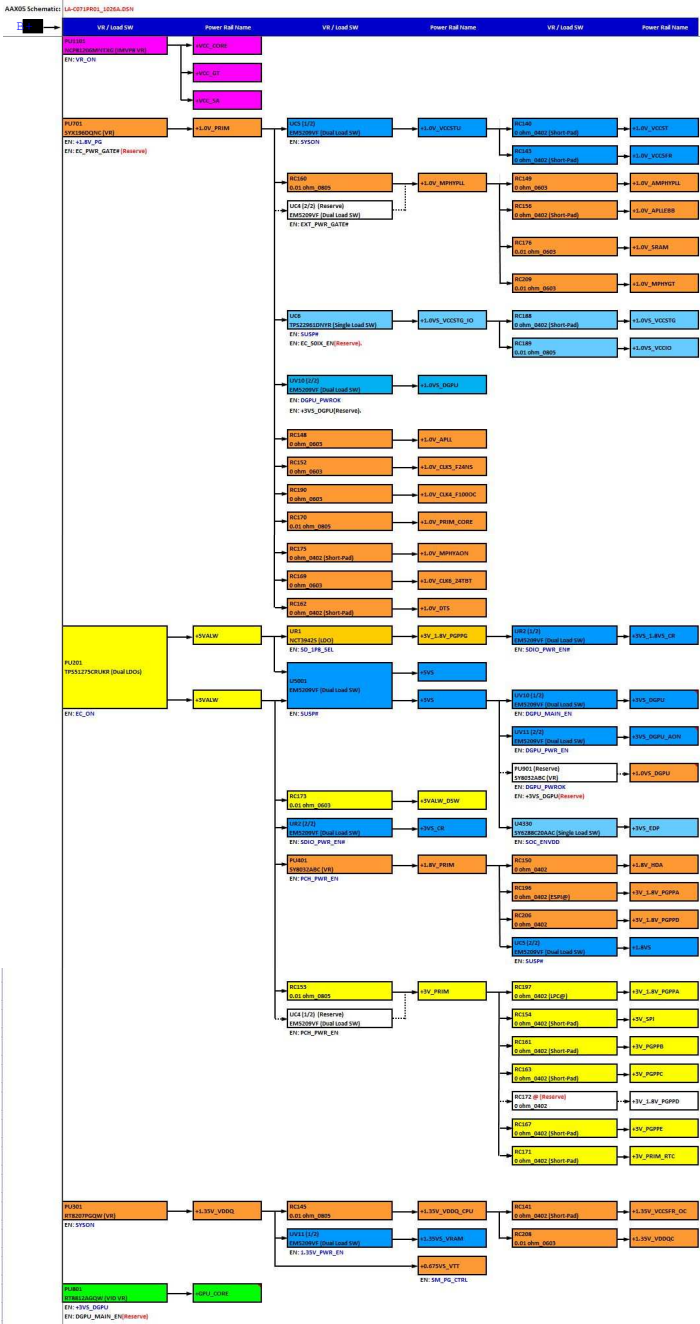 AAX05 Schematic: LA-C071PR01_1026A.DSN
B+
VR / Load SW
Power Rail Name
VR / Load SW
Power Rail Name
VR / Load SW
Power Rail Name
PU1101
(IMVP8 VR)
EN: VR_ON
+VCC_CORE
+VCC_GT
+VCC_SA
PU701
SYX196DQNC (VR)
EN: +1.8V_PG
EN: EC_PWR_GATE# (Reserve)
+1.0V_PRIM
UC5 (1/2)
EM5209VF (Dual Load SW)
EN: SYSON
+1.0V_VCCSTU
RC140
0 ohm_0402 (Short-Pad)
+1.0V_VCCST
RC143
0 ohm_0402 (Short-Pad)
+1.0V_VCCSFR
RC160
0.01 ohm_0805
+1.0V_MPHYPLL
RC149
0 ohm_0603
+1.0V_AMPHYPLL
UC4 (2/2) (Reserve)
EM5209VF (Dual Load SW)
EN: EXT_PWR_GATE#
RC156
0 ohm_0402 (Short-Pad)
+1.0V_APLLEBB
RC176
0.01 ohm_0603
+1.0V_SRAM
RC209
0.01 ohm_0603
+1.0V_MPHYGT
UC6
TPS22961DNYR (Single Load SW)
EN: SUSP#
EN: EC_S0IX_EN(Reserve).
+1.0VS_VCCSTG_IO
RC188
0 ohm_0402 (Short-Pad)
+1.0VS_VCCSTG
RC189
0.01 ohm_0805
+1.0VS_VCCIO
UV10 (2/2)
EM5209VF (Dual Load SW)
EN: DGPU_PWROK
EN: +3VS_DGPU(Reserve).
+1.0VS_DGPU
RC148
0 ohm_0603
+1.0V_APLL
RC152
0 ohm_0603
+1.0V_CLK5_F24NS
RC190
0 ohm_0805
+1.0V_CLK4_F100OC
RC170
0.01 ohm_0805
+1.0V_PRIM_CORE
RC175
0 ohm_0402 (Short-Pad)
+1.0V_MPHYAON
RC169
0 ohm_0603
+1.0V_CLK6_24TBT
RC162
0 ohm_0402 (Short-Pad)
+1.0V_DTS
PU201
TPS51275CRUKR (Dual LDOs)
EN: EC_ON
+5VALW
UR1
NCT3942S (LDO)
EN: SD_1P8_SEL
+3V_1.8V_PGPPG
UR2 (1/2)
EM5209VF (Dual Load SW)
EN: SDIO_PWR_EN#
+3VS_1.8VS_CR
U5001
EM5209VF (Dual Load SW)
EN: SUSP#
+5VS
+3VALW
+3VS
UV10 (1/2)
EM5209VF (Dual Load SW)
EN: DGPU_MAIN_EN
+3VS_DGPU
UV11 (2/2)
EM5209VF (Dual Load SW)
EN: DGPU_PWR_EN
+3VS_DGPU_AON
PU901 (Reserve)
SY8032ABC (VR)
EN: DGPU_PWROK
EN: +3VS_DGPU(Reserve)
+1.0VS_DGPU
RC173
0.01 ohm_0603
+3VALW_DSW
UR2 (2/2)
EM5209VF (Dual Load SW)
EN: SDIO_PWR_EN#
+3VS_CR
U4330
SY6288C20AAC (Single Load SW)
EN: SOC_ENVDD
+3VS_EDP
PU401
SY8032ABC (VR)
EN: PCH_PWR_EN
+1.8V_PRIM
RC150
0 ohm_0402
+1.8V_HDA
RC196
0 ohm_0402 (ESPI@)
+3V_1.8V_PGPPA
RC206
0 ohm_0402
+3V_1.8V_PGPPD
UC5 (2/2)
EM5209VF (Dual Load SW)
EN: SUSP#
+1.8VS
RC155
0.01 ohm_0805
+3V_PRIM
RC197
0 ohm_0402 (LPC@)
+3V_1.8V_PGPPA
UC4 (1/2) (Reserve)
EM5209VF (Dual Load SW)
EN: PCH_PWR_EN
RC154
0 ohm_0402 (Short-Pad)
+3V_SPI
RC161
0 ohm_0402 (Short-Pad)
+3V_PGPPB
RC163
0 ohm_0402 (Short-Pad)
+3V_PGPPC
RC172 @ (Reserve)
0 ohm_0402
+3V_1.8V_PGPPD
RC167
0 ohm_0402 (Short-Pad)
+3V_PGPPE
RC171
0 ohm_0402 (Short-Pad)
+3V_PRIM_RTC
PU301
RT8207PGQW (VR)
EN: SYSON
+1.35V_VDDQ
RC145
0.01 ohm_0805
+1.35V_VDDQ_CPU
RC141
0 ohm_0402 (Short-Pad)
+1.35V_VCCSFR_OC
UV11 (1/2)
EM5209VF (Dual Load SW)
EN: 1.35V_PWR_EN
+1.35VS_VRAM
RC208
0.01 ohm_0603
+1.35V_VDDQC
+0.675VS_VTT
EN: SM_PG_CTRL
PU801
RT8812AGQW (VID VR)
EN: +3VS_DGPU
EN: DGPU_MAIN_EN(Reserve)
+GPU_CORE